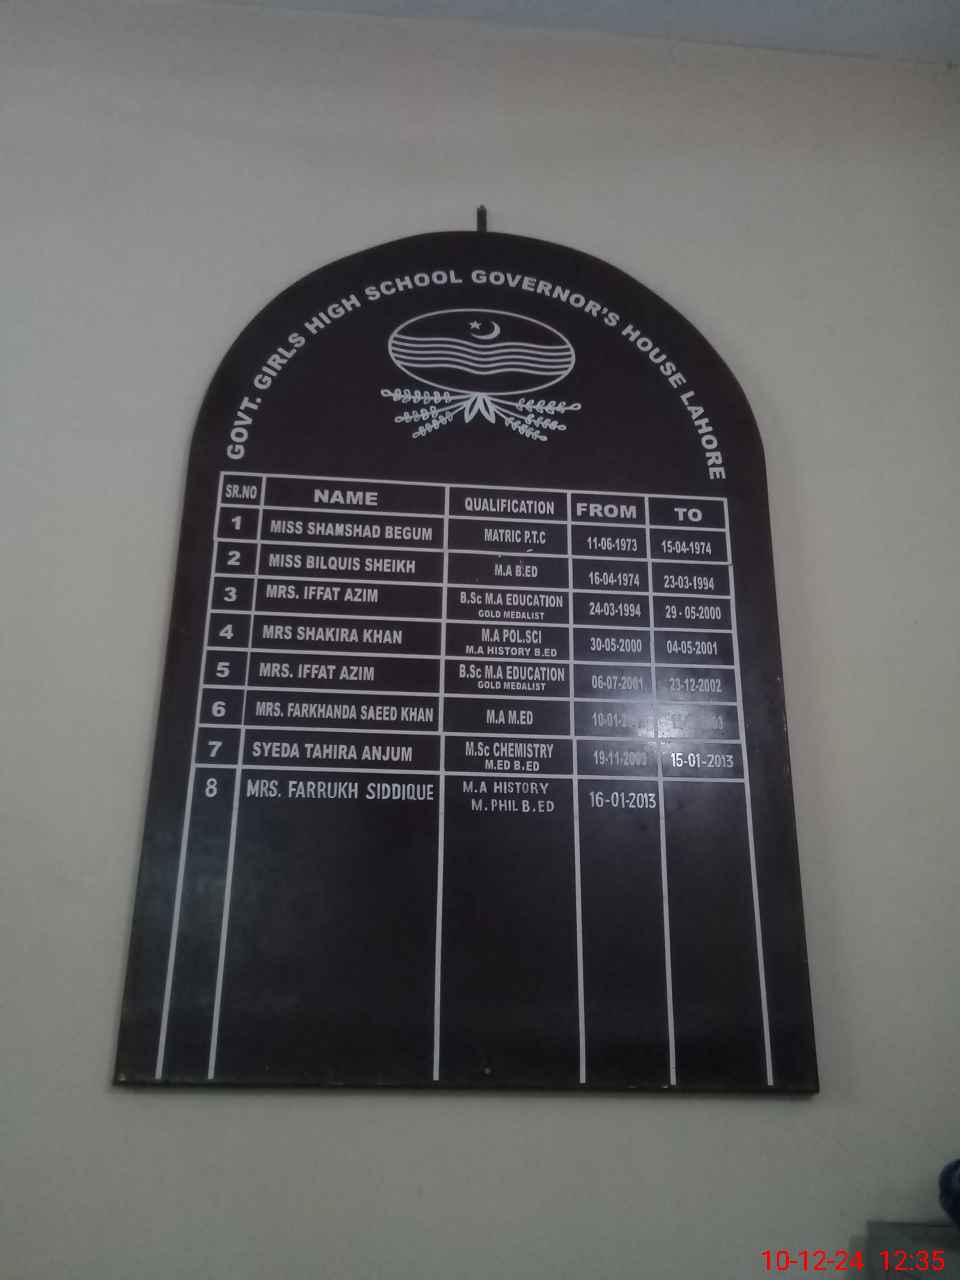 GOVT. GIRLS HIGH SCHOOL GOVERNOR'S HOUSE LAHORE
SR.NO NAME QUALIFICATION FROM TO
1 MISS SHAMSHAD BEGUM MATRIC P.T.C 11-06-1973 15-04-1974
2 MISS BILQUIS SHEIKH M.A B.ED 16-04-1974 23-03-1994
3 MRS. IFFAT AZIM B.Sc M.A EDUCATION 24-03-1994 29-05-2000
GOLD MEDALIST
4 MRS SHAKIRA KHAN M.A POL.SCI 30-05-2000 04-05-2001
M.A HISTORY B.ED
5 MRS. IFFAT AZIM B.Sc M.A EDUCATION 06-07-2001 23-12-2002
GOLD MEDALIST
6 MRS. FARKHANDA SAEED KHAN M.A M.ED
7 SYEDA TAHIRA ANJUM M.Sc CHEMISTRY 19-11-2003 15-01-2013
M.ED B.ED
8 MRS. FARRUKH SIDDIQUE M.A HISTORY 16-01-2013
M. PHIL B.ED
10-12-24 12:35